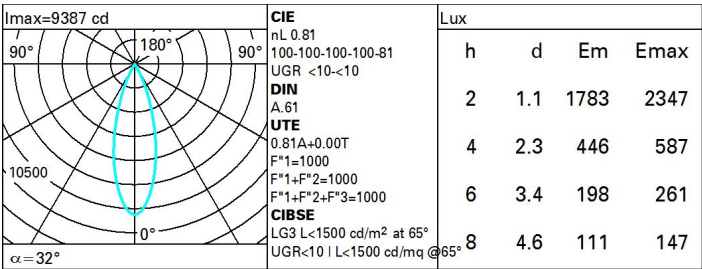 Imax=9387 cd
90° 180° 90°
10500
0°
α=32°
CIE
nL 0.81
100-100-100-100-81
UGR <10-<10
DIN
A.61
UTE
0.81A+0.00T
F"1=1000
F"1+F"2=1000
F"1+F"2+F"3=1000
CIBSE
LG3 L<1500 cd/m² at 65°
UGR<10 | L<1500 cd/mq @65°
Lux
h d Em Emax
2 1.1 1783 2347
4 2.3 446 587
6 3.4 198 261
8 4.6 111 147